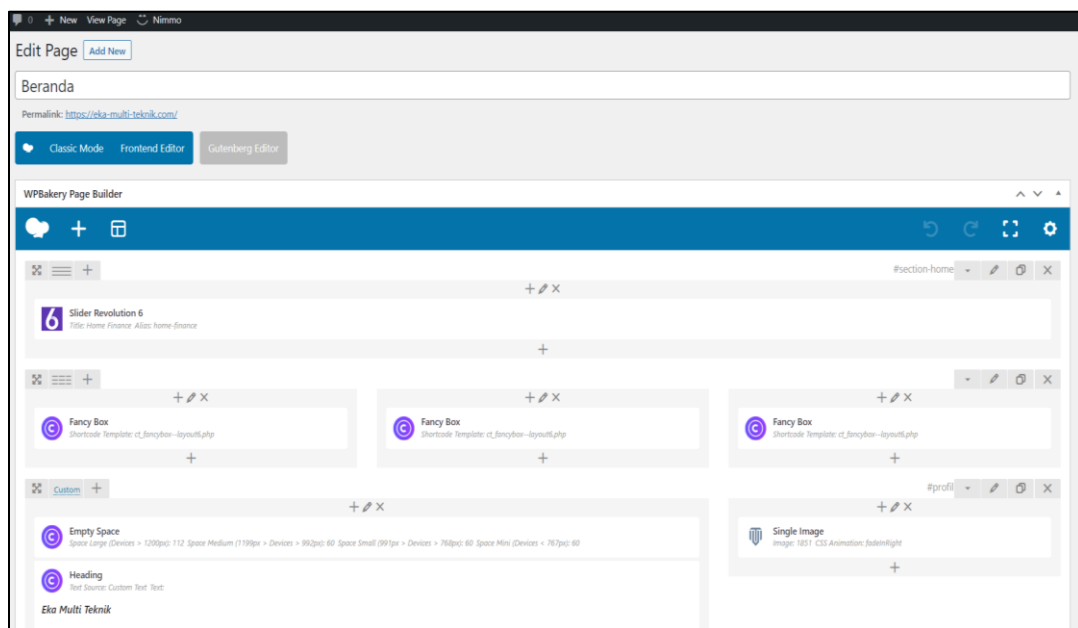 0 New View Page Nimmo
Edit Page Add New
Beranda
Permalink: https://eka-multi-teknik.com/
Classic Mode Frontend Editor Gutenberg Editor
WPBakery Page Builder
#section-home
Slider Revolution 6
Title: Home Finance Alias: home-finance
Fancy Box Fancy Box Fancy Box
Shortcode Template: ct_fancybox--layout6.php Shortcode Template: ct_fancybox--layout6.php Shortcode Template: ct_fancybox--layout6.php
Custom #profil
Empty Space
Space Large (Devices > 1200px): 112 Space Medium (1199px > Devices > 992px): 60 Space Small (991px > Devices > 768px): 60 Space Mini (Devices < 767px): 60
Single Image
Image: 1851 CSS Animation: fadeInRight
Heading
Text Source: Custom Text Text:
Eka Multi Teknik